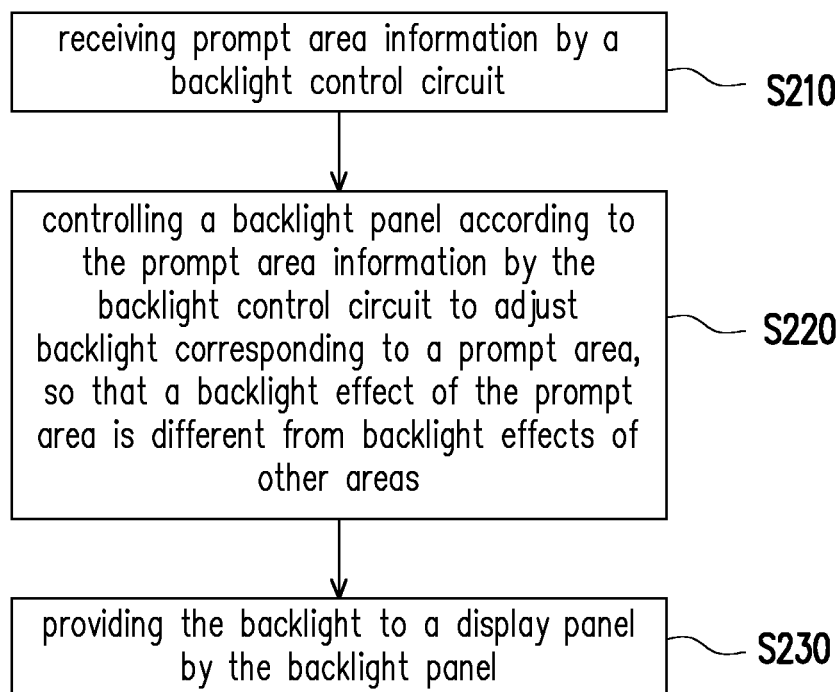 receiving prompt area information by a
backlight control circuit
S210
controlling a backlight panel according to
the prompt area information by the
backlight control circuit to adjust
backlight corresponding to a prompt area,
so that a backlight effect of the prompt
area is different from backlight effects of
other areas
S220
providing the backlight to a display panel
by the backlight panel
S230